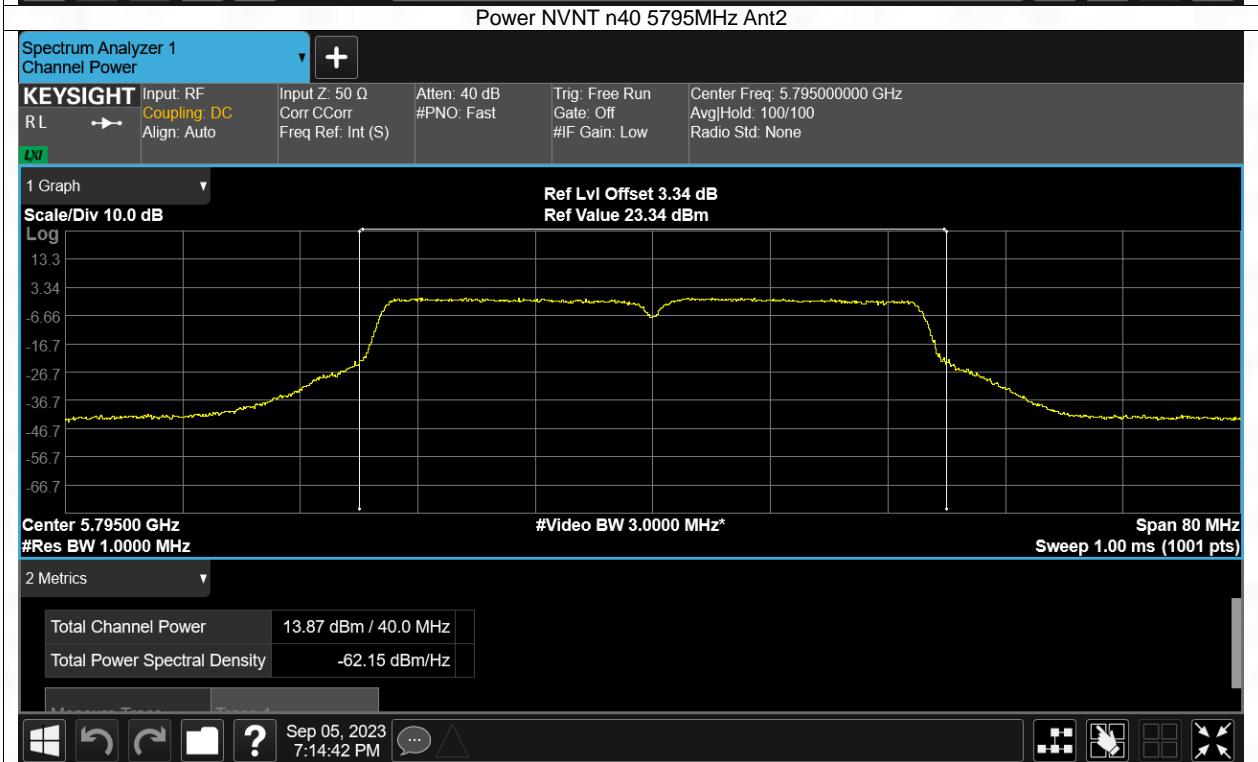 Power NVNT n40 5795MHz Ant2
Spectrum Analyzer 1
Channel Power
+
KEYSIGHT
R L
LXI
Input: RF
Coupling: DC
Align: Auto
Input Z: 50 Ω
Corr CCorr
Freq Ref: Int (S)
Atten: 40 dB
#PNO: Fast
Trig: Free Run
Gate: Off
#IF Gain: Low
Center Freq: 5.795000000 GHz
Avg|Hold: 100/100
Radio Std: None
1 Graph
Scale/Div 10.0 dB
Ref Lvl Offset 3.34 dB
Ref Value 23.34 dBm
Log
13.3
3.34
-6.66
-16.7
-26.7
-36.7
-46.7
-56.7
-66.7
Center 5.79500 GHz
#Video BW 3.0000 MHz*
Span 80 MHz
#Res BW 1.0000 MHz
Sweep 1.00 ms (1001 pts)
2 Metrics
Total Channel Power 13.87 dBm / 40.0 MHz
Total Power Spectral Density -62.15 dBm/Hz
?
Sep 05, 2023
7:14:42 PM